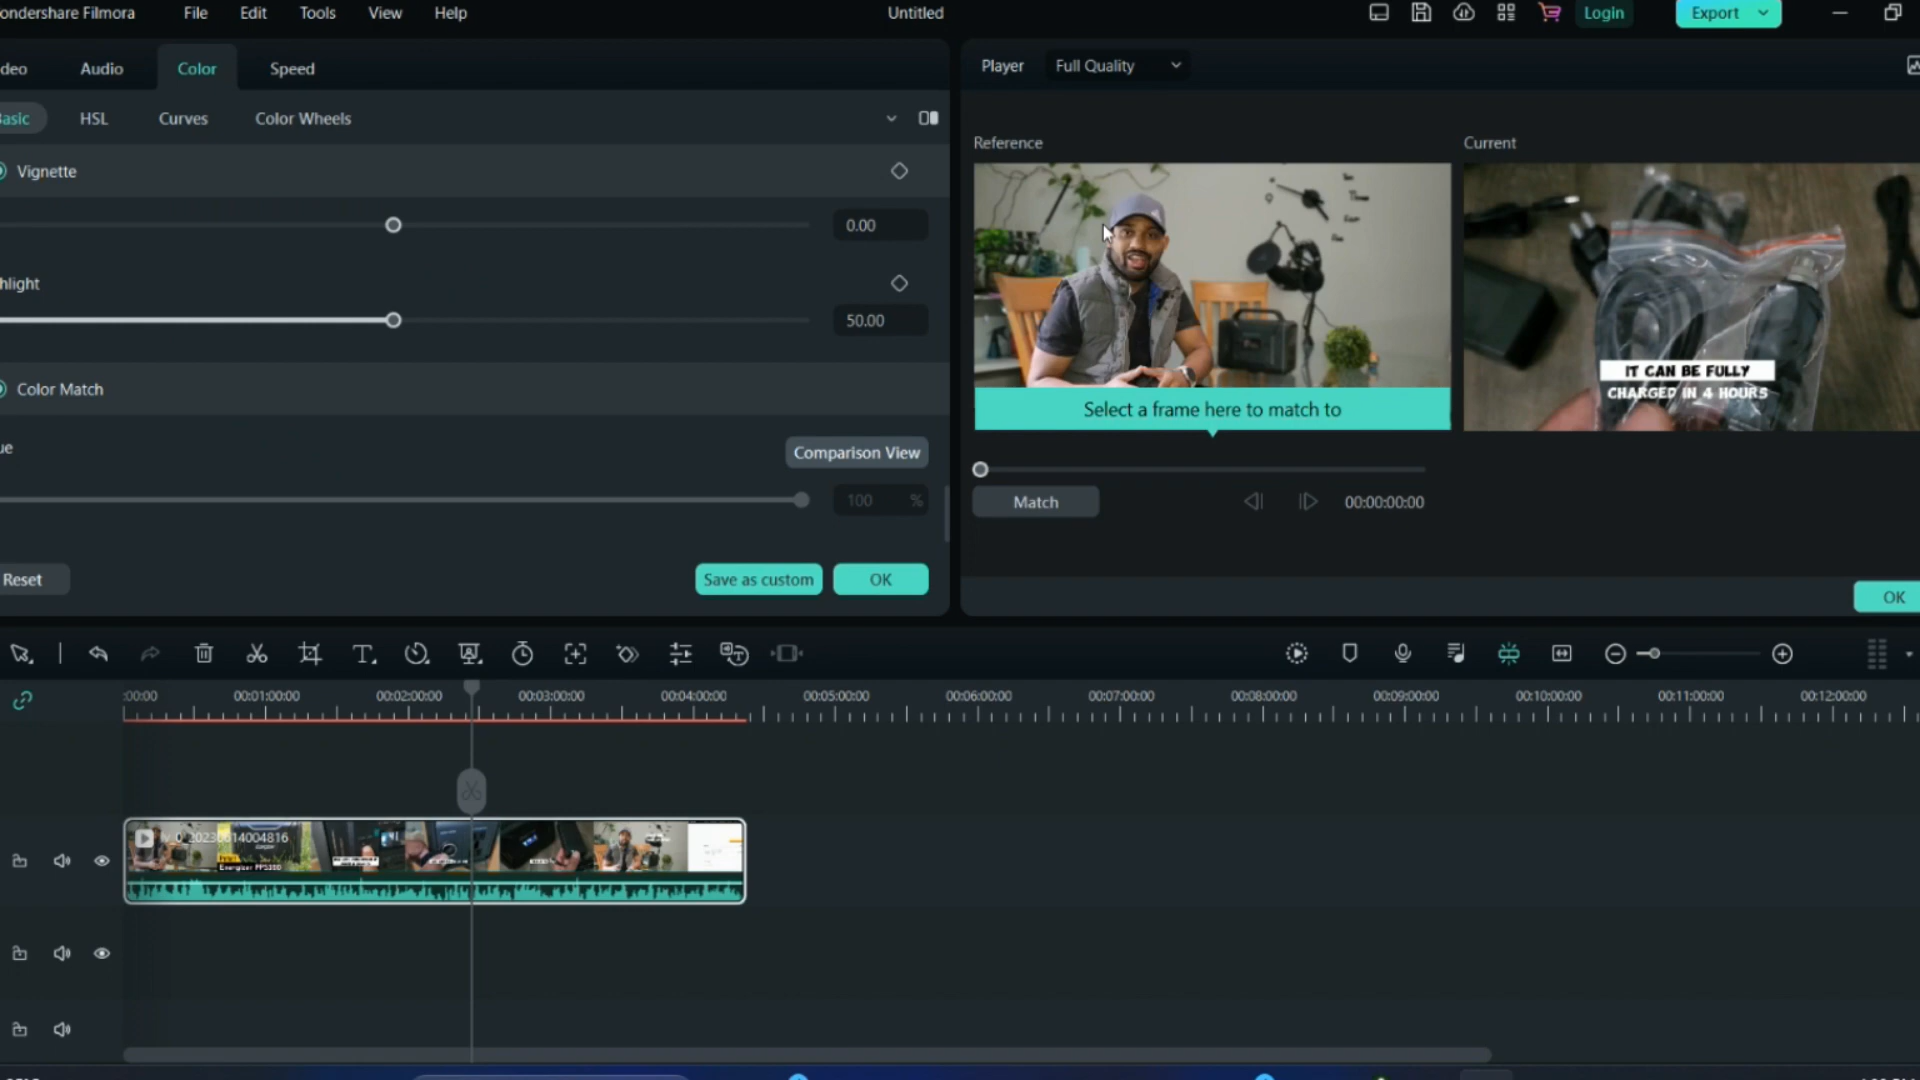 ondershare Filmora File Edit Tools View Help Untitled Login Export
deo Audio Color Speed
Player Full Quality
asic HSL Curves Color Wheels
Reference Current
Vignette
0.00
hlight
50.00
IT CAN BE FULLY
CHARGED IN 4 HOURS
Color Match
Select a frame here to match to
ue Comparison View
100 %
Match 00:00:00:00
Reset Save as custom OK
OK
:00:00 00:01:00:00 00:02:00:00 00:03:00:00 00:04:00:00 00:05:00:00 00:06:00:00 00:07:00:00 00:08:00:00 00:09:00:00 00:10:00:00 00:11:00:00 00:12:00:00
y_0_20230614004816
Energizer PPS320